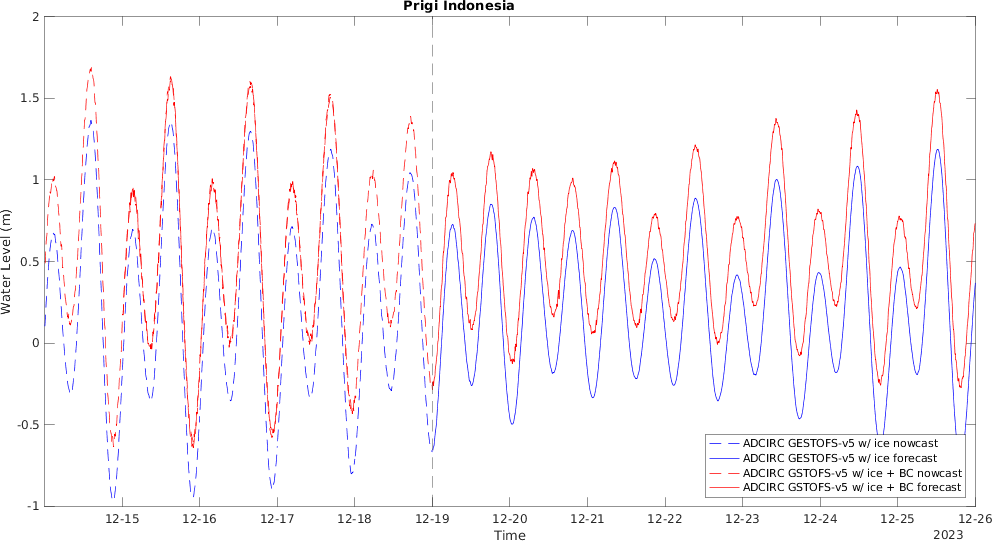 Prigi Indonesia
Water Level (m)
2
1.5
1
0.5
0
-0.5
-1
ADCIRC GESTOFS-v5 w/ ice nowcast
ADCIRC GESTOFS-v5 w/ ice forecast
ADCIRC GSTOFS-v5 w/ ice + BC nowcast
ADCIRC GSTOFS-v5 w/ ice + BC forecast
12-15 12-16 12-17 12-18 12-19 12-20 12-21 12-22 12-23 12-24 12-25 12-26
Time
2023